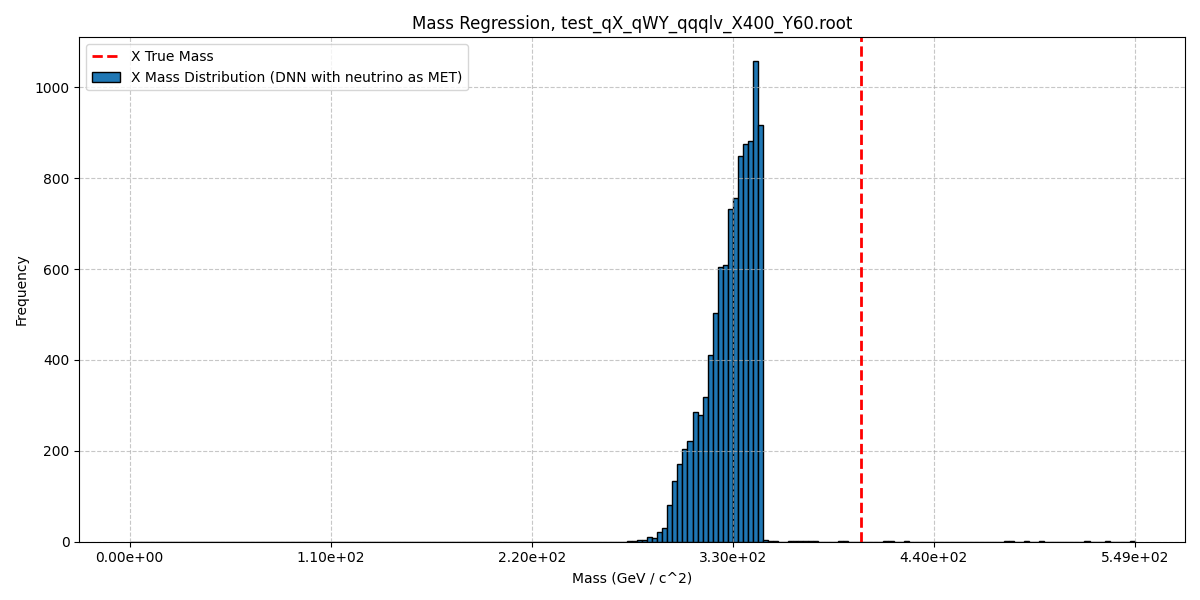 Mass Regression, test_qX_qWY_qqqlv_X400_Y60.root
X True Mass
X Mass Distribution (DNN with neutrino as MET)
1000
800
600
400
200
0
Frequency
0.00e+00 1.10e+02 2.20e+02 3.30e+02 4.40e+02 5.49e+02
Mass (GeV / c^2)